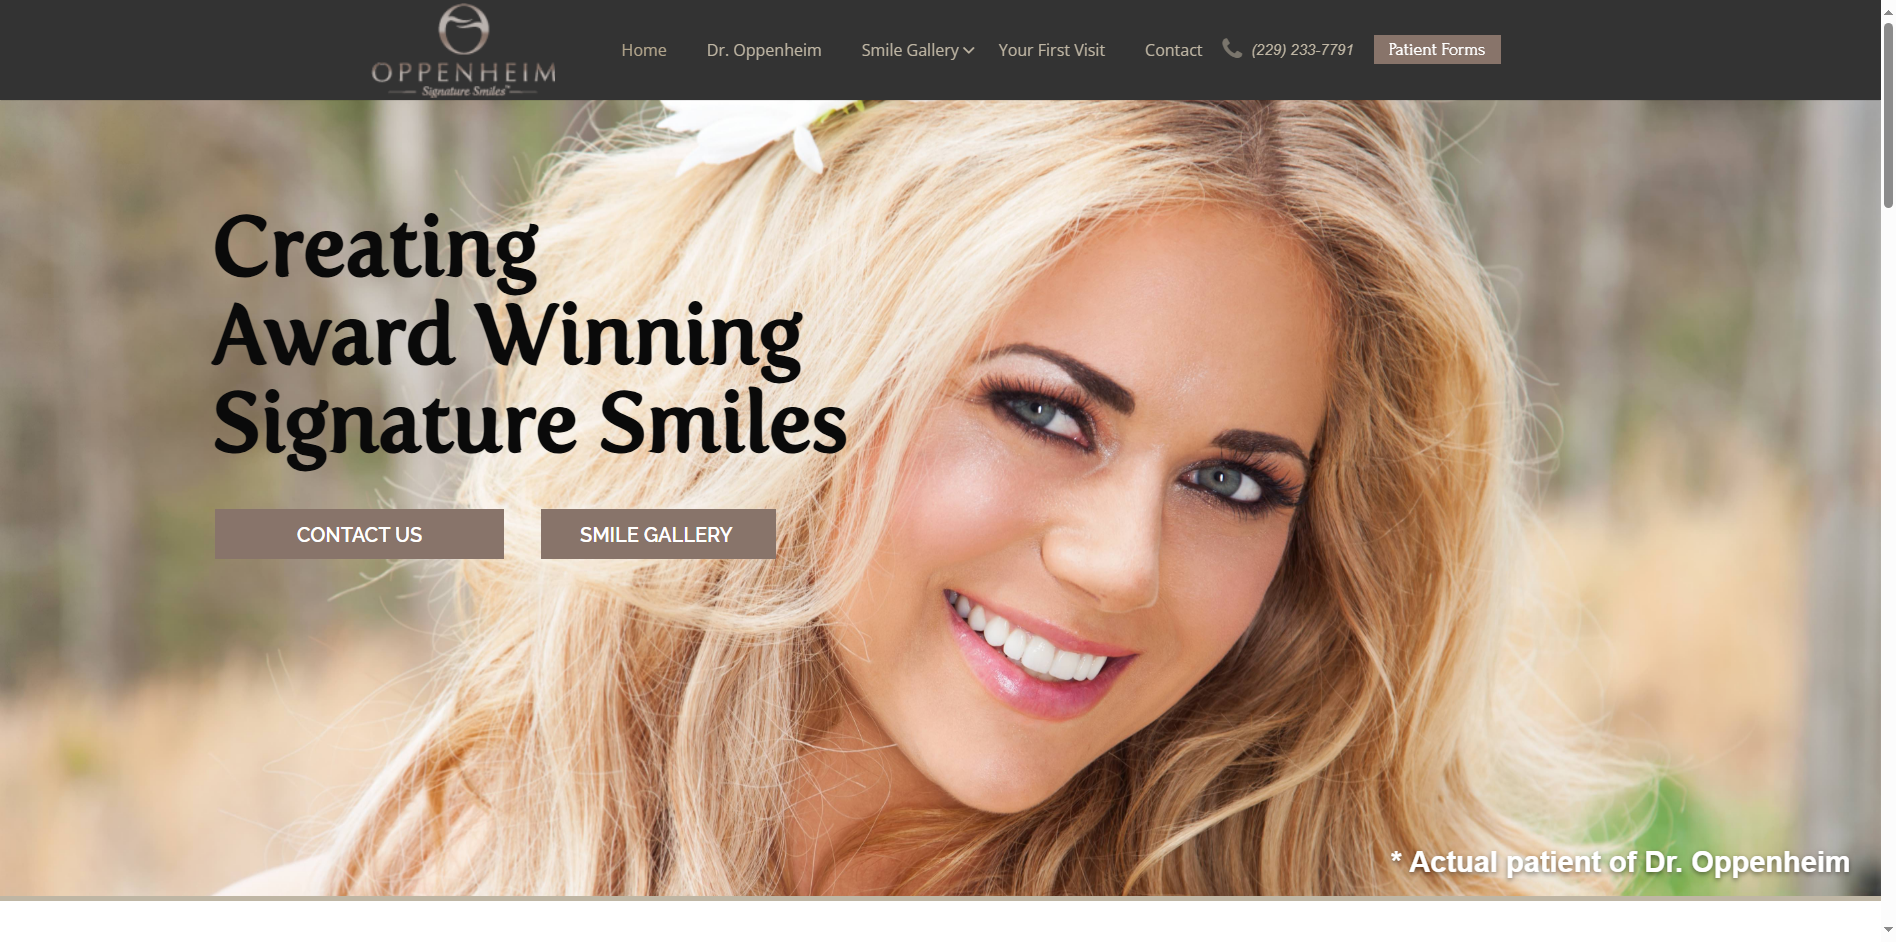 OPPENHEIM
Signature Smiles™
Home
Dr. Oppenheim
Smile Gallery
Your First Visit
Contact
(229) 233-7791
Patient Forms
Creating
Award Winning
Signature Smiles
CONTACT US
SMILE GALLERY
* Actual patient of Dr. Oppenheim